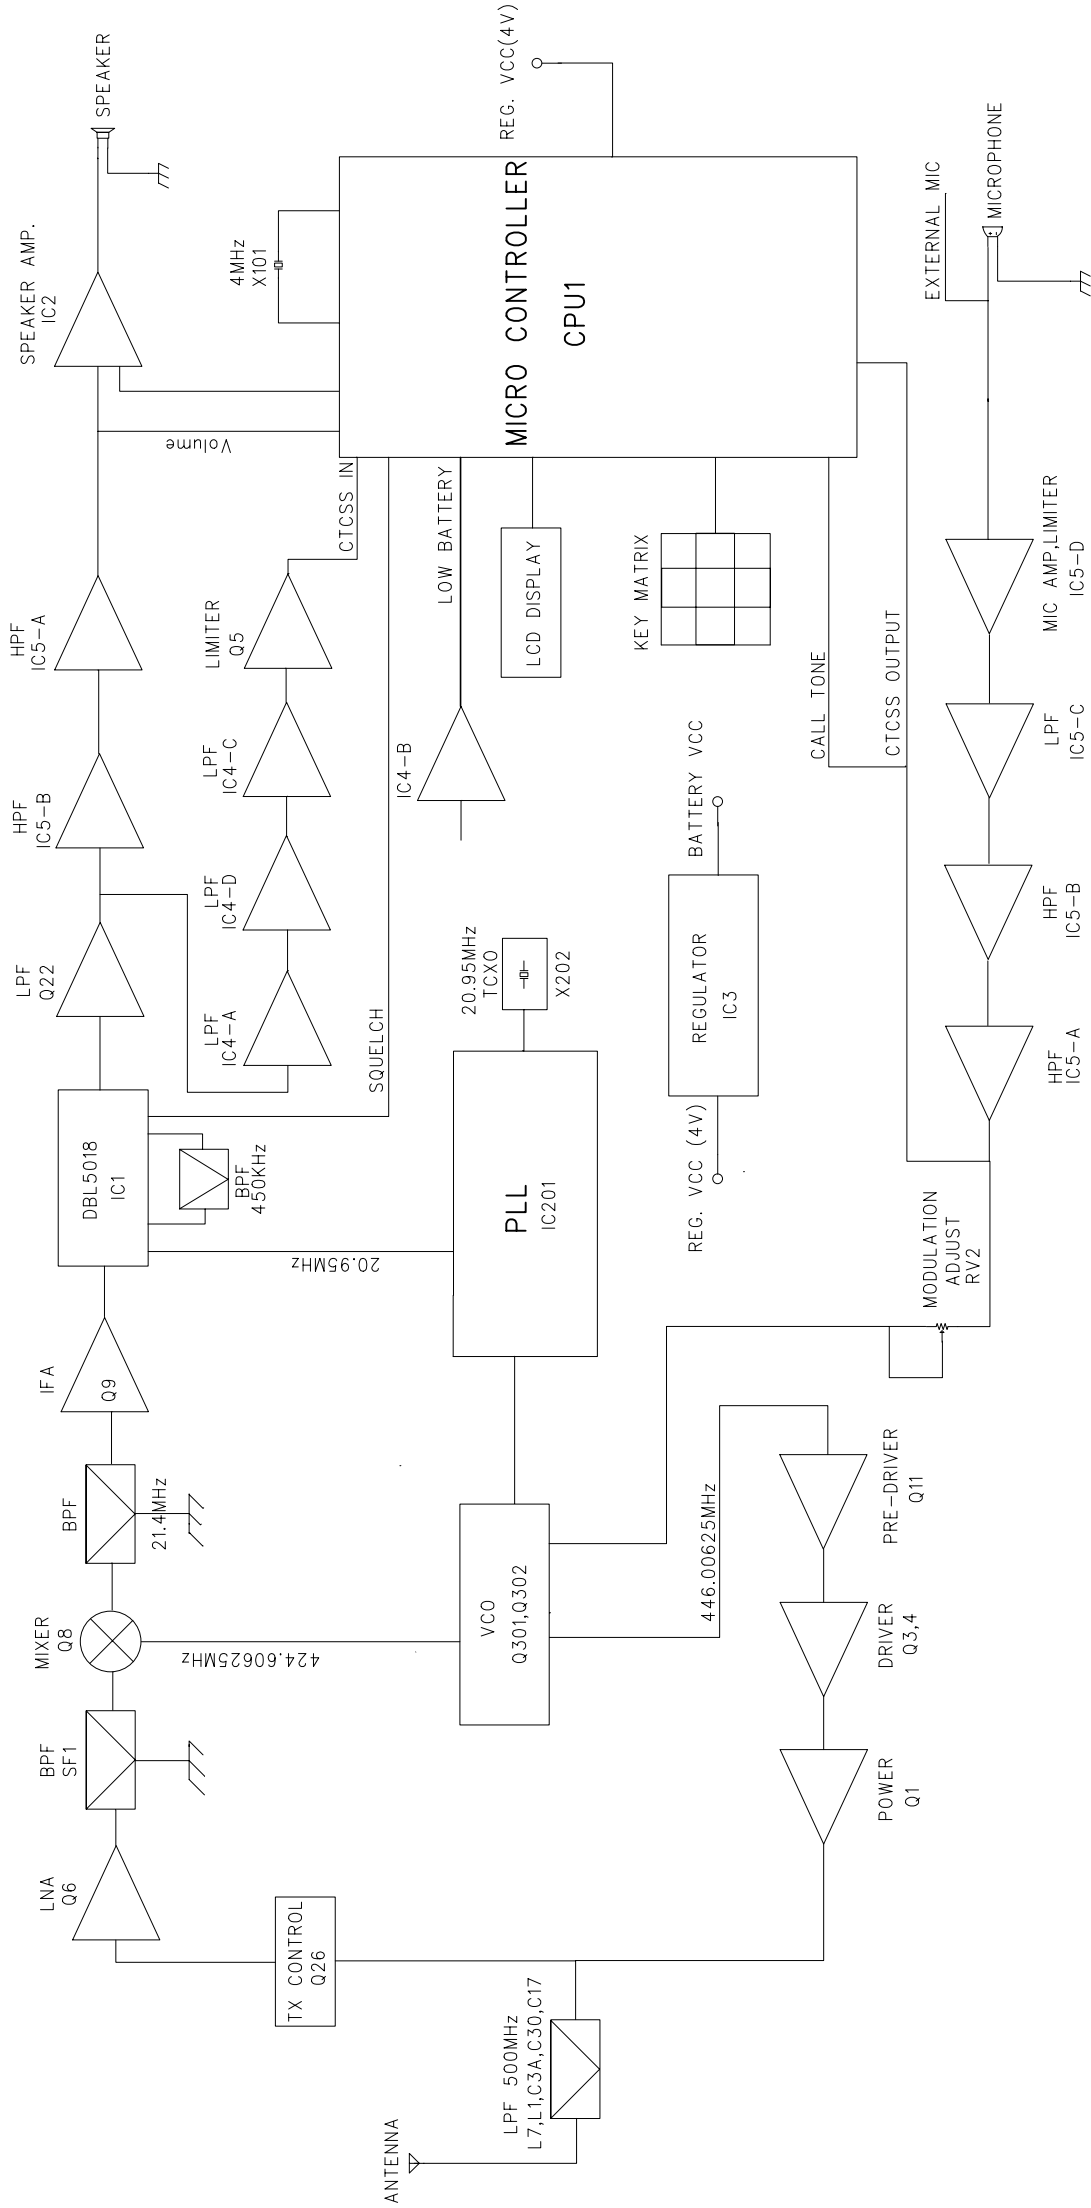 ANTENNA
LPF 500MHz
L7,L1,C3A,C30,C17
TX CONTROL
Q26
LNA
Q6
BPF
SF1
MIXER
Q8
424.60625MHz
BPF
21.4MHz
IFA
Q9
DBL5018
IC1
BPF
450KHz
20.95MHz
LPF
Q22
HPF
IC5-B
HPF
IC5-A
Volume
SPEAKER AMP.
IC2
SPEAKER
LPF
IC4-A
LPF
IC4-D
LPF
IC4-C
LIMITER
Q5
CTCSS IN
SQUELCH
LOW BATTERY
IC4-B
4MHz
X101
MICRO CONTROLLER
CPU1
REG. VCC(4V)
LCD DISPLAY
KEY MATRIX
VCO
Q301,Q302
PLL
IC201
20.95MHz
TCXO
X202
REG. VCC (4V)
REGULATOR
IC3
BATTERY VCC
CALL TONE
CTCSS OUTPUT
446.00625MHz
POWER
Q1
DRIVER
Q3,4
PRE-DRIVER
Q11
MODULATION
ADJUST
RV2
HPF
IC5-A
HPF
IC5-B
LPF
IC5-C
MIC AMP,LIMITER
IC5-D
EXTERNAL MIC
MICROPHONE